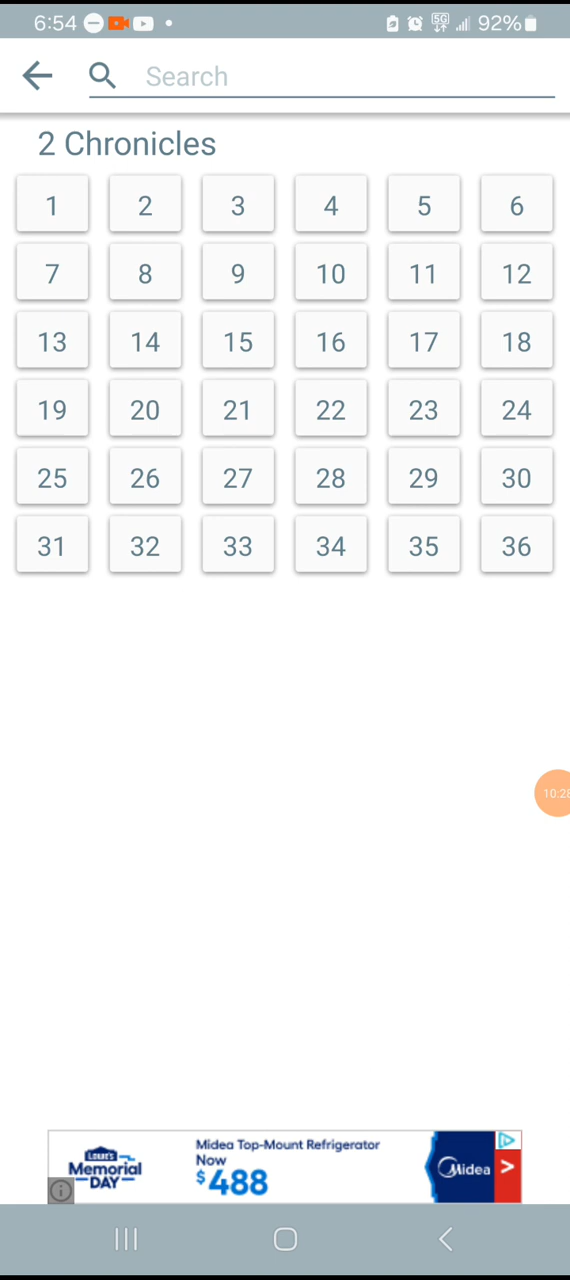 6:54 5G 92%
Search
2 Chronicles
1 2 3 4 5 6
7 8 9 10 11 12
13 14 15 16 17 18
19 20 21 22 23 24
25 26 27 28 29 30
31 32 33 34 35 36
10:28
LOWE'S
Memorial
DAY
Midea Top-Mount Refrigerator
Now
$488
Midea